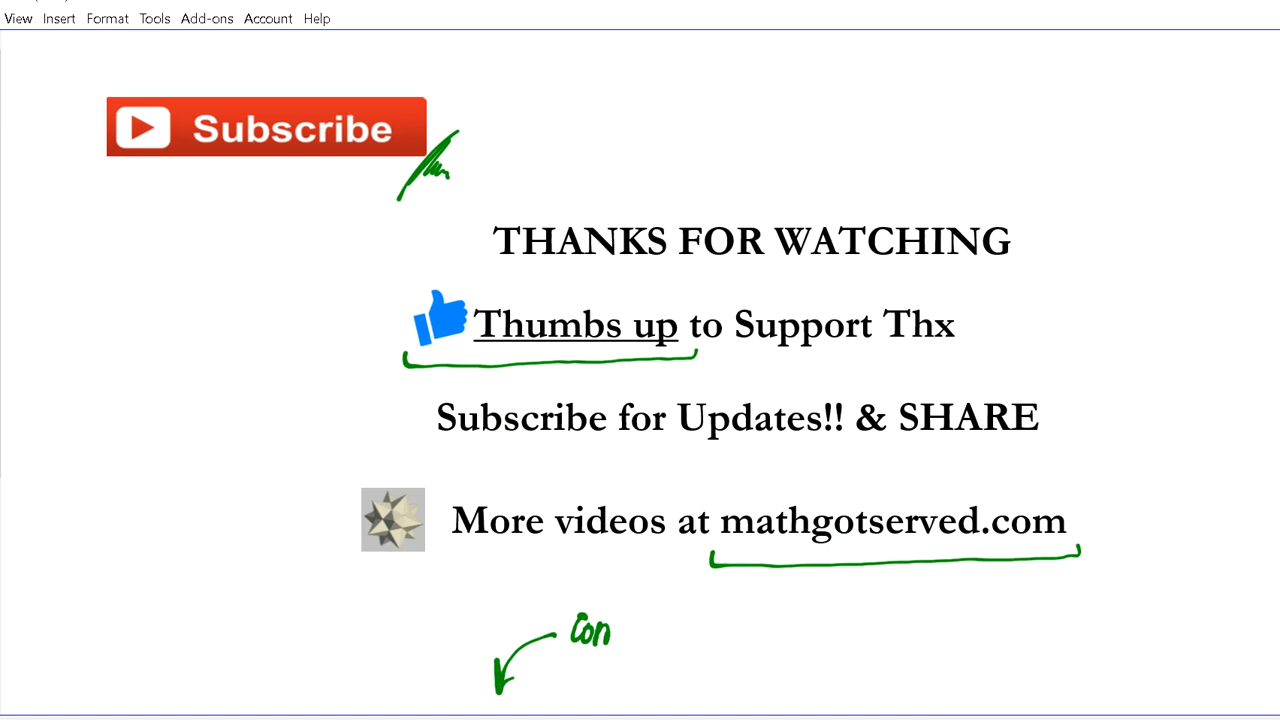 View Insert Format Tools Add-ons Account Help
Subscribe
THANKS FOR WATCHING
Thumbs up to Support Thx
Subscribe for Updates!! & SHARE
More videos at mathgotserved.com
Con